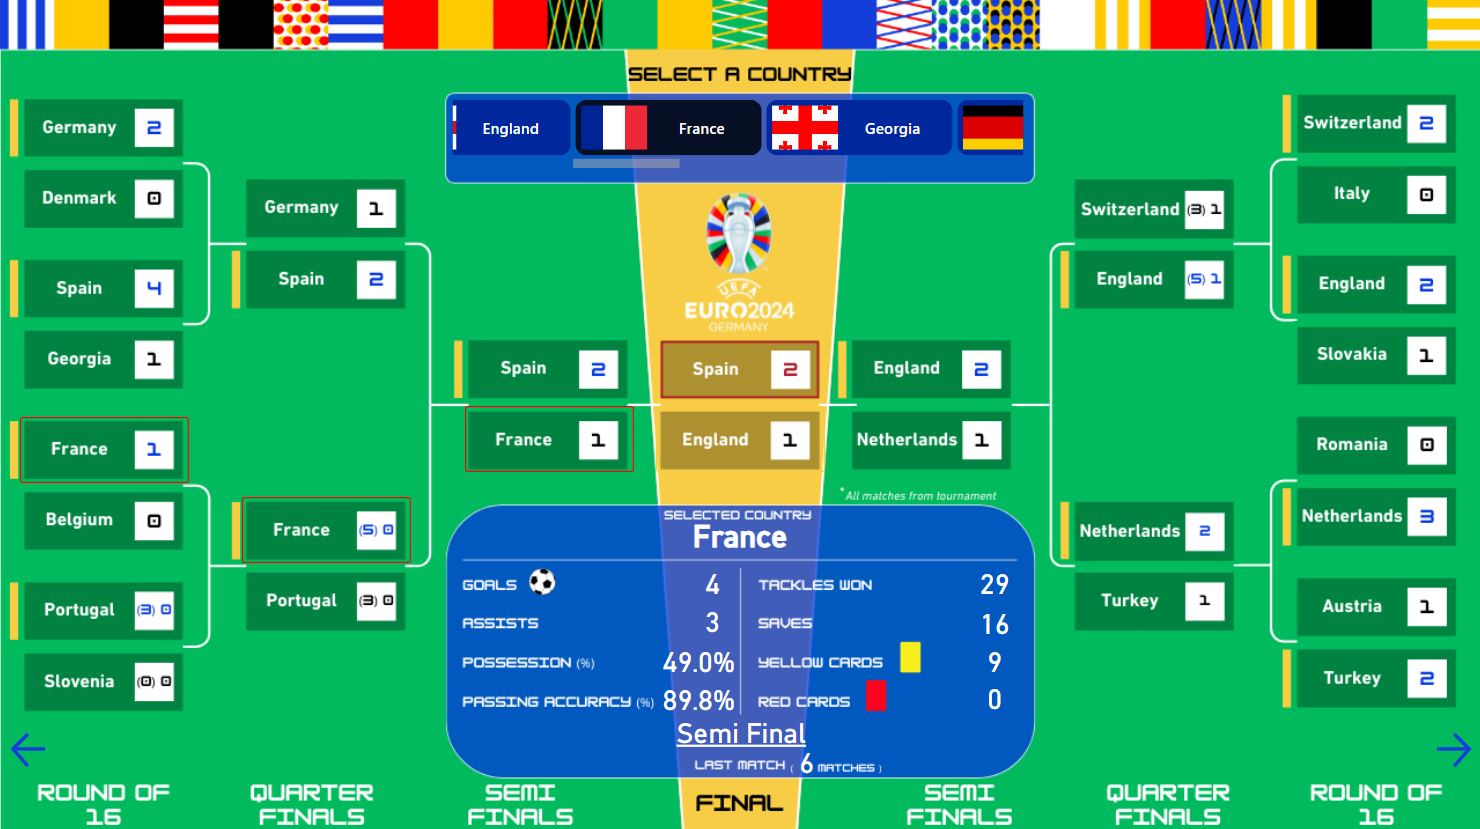 SELECT A COUNTRY
England
France
Georgia
Germany 2
Denmark 0
Spain 4
Georgia 1
France 1
Belgium 0
Portugal (3) 0
Slovenia (0) 0
ROUND OF
16
Germany 1
Spain 2
France (5) 0
Portugal (3) 0
QUARTER
FINALS
Spain 2
France 1
SEMI
FINALS
UEFA
EURO2024
GERMANY
Spain 2
England 1
FINAL
England 2
Netherlands 1
SEMI
FINALS
* All matches from tournament
Switzerland (3) 1
England (5) 1
Netherlands 2
Turkey 1
QUARTER
FINALS
Switzerland 2
Italy 0
England 2
Slovakia 1
Romania 0
Netherlands 3
Austria 1
Turkey 2
ROUND OF
16
SELECTED COUNTRY
France
GOALS 4
ASSISTS 3
POSSESSION (%) 49.0%
PASSING ACCURACY (%) 89.8%
TACKLES WON 29
SAVES 16
YELLOW CARDS 9
RED CARDS 0
Semi Final
LAST MATCH ( 6 MATCHES )